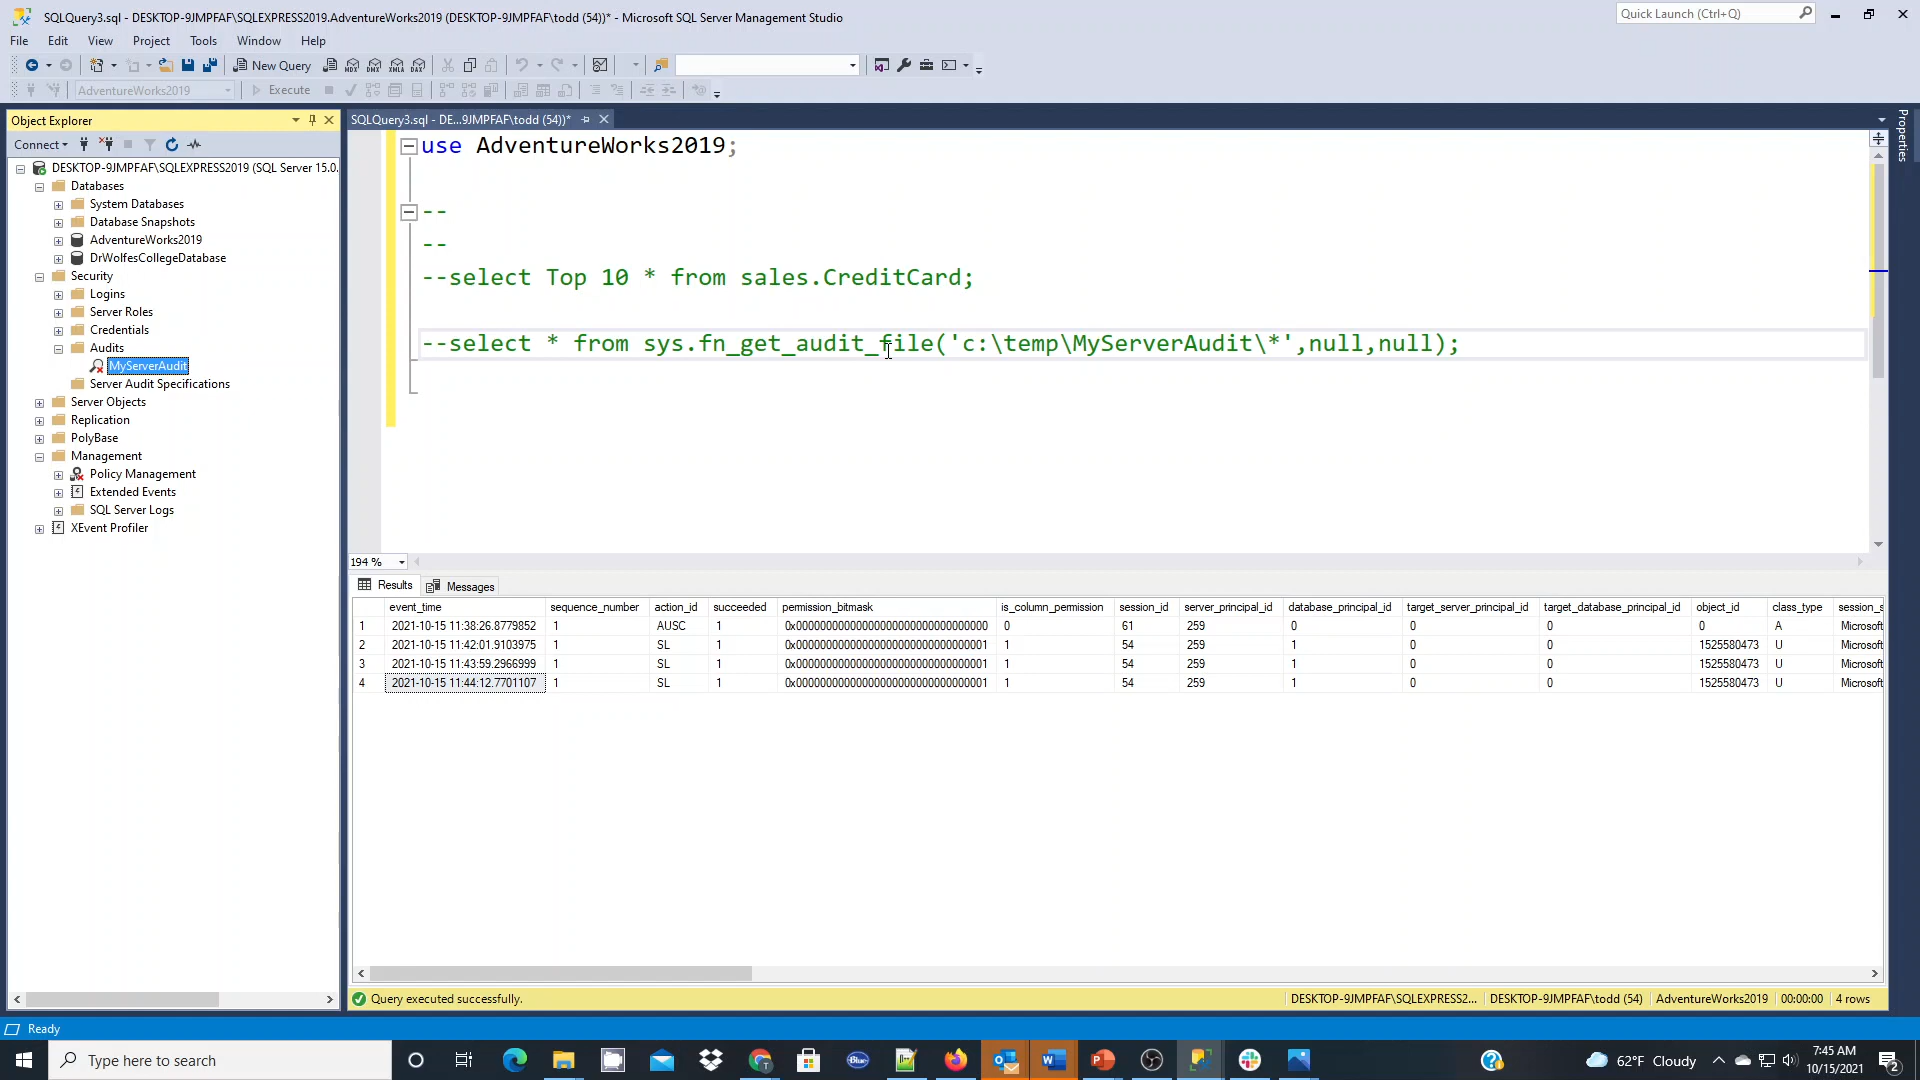 SQLQuery3.sql - DESKTOP-9JMPFAF\SQLEXPRESS2019.AdventureWorks2019 (DESKTOP-9JMPFAF\todd (54))* - Microsoft SQL Server Management Studio
Quick Launch (Ctrl+Q)
File Edit View Project Tools Window Help
New Query MDX DMX XMLA DAX
AdventureWorks2019 Execute
Object Explorer
SQLQuery3.sql - DE...9JMPFAF\todd (54))*
Properties
Connect
DESKTOP-9JMPFAF\SQLEXPRESS2019 (SQL Server 15.0.
Databases
System Databases
Database Snapshots
AdventureWorks2019
DrWolfesCollegeDatabase
Security
Logins
Server Roles
Credentials
Audits
MyServerAudit
Server Audit Specifications
Server Objects
Replication
PolyBase
Management
Policy Management
Extended Events
SQL Server Logs
XEvent Profiler
use AdventureWorks2019;
--
--
--select Top 10 * from sales.CreditCard;
--select * from sys.fn_get_audit_file('c:\temp\MyServerAudit\*',null,null);
194 %
Results Messages
event_time sequence_number action_id succeeded permission_bitmask is_column_permission session_id server_principal_id database_principal_id target_server_principal_id target_database_principal_id object_id class_type session_s
1 2021-10-15 11:38:26.8779852 1 AUSC 1 0x00000000000000000000000000000000 0 61 259 0 0 0 0 A Microsoft
2 2021-10-15 11:42:01.9103975 1 SL 1 0x00000000000000000000000000000001 1 54 259 1 0 0 1525580473 U Microsoft
3 2021-10-15 11:43:59.2966999 1 SL 1 0x00000000000000000000000000000001 1 54 259 1 0 0 1525580473 U Microsoft
4 2021-10-15 11:44:12.7701107 1 SL 1 0x00000000000000000000000000000001 1 54 259 1 0 0 1525580473 U Microsoft
Query executed successfully.
DESKTOP-9JMPFAF\SQLEXPRESS2... DESKTOP-9JMPFAF\todd (54) AdventureWorks2019 00:00:00 4 rows
Ready
Type here to search
Blue
62°F Cloudy
7:45 AM
10/15/2021
2